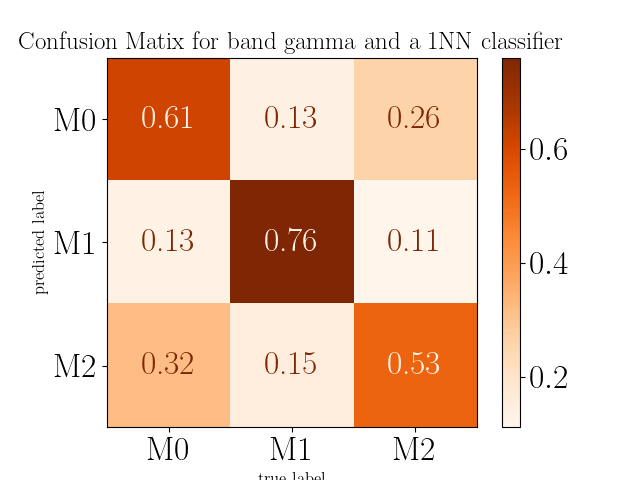 Confusion Matix for band gamma and a 1NN classifier
M0 0.61 0.13 0.26
M1 0.13 0.76 0.11
M2 0.32 0.15 0.53
M0 M1 M2
predicted label
true label
0.6
0.4
0.2